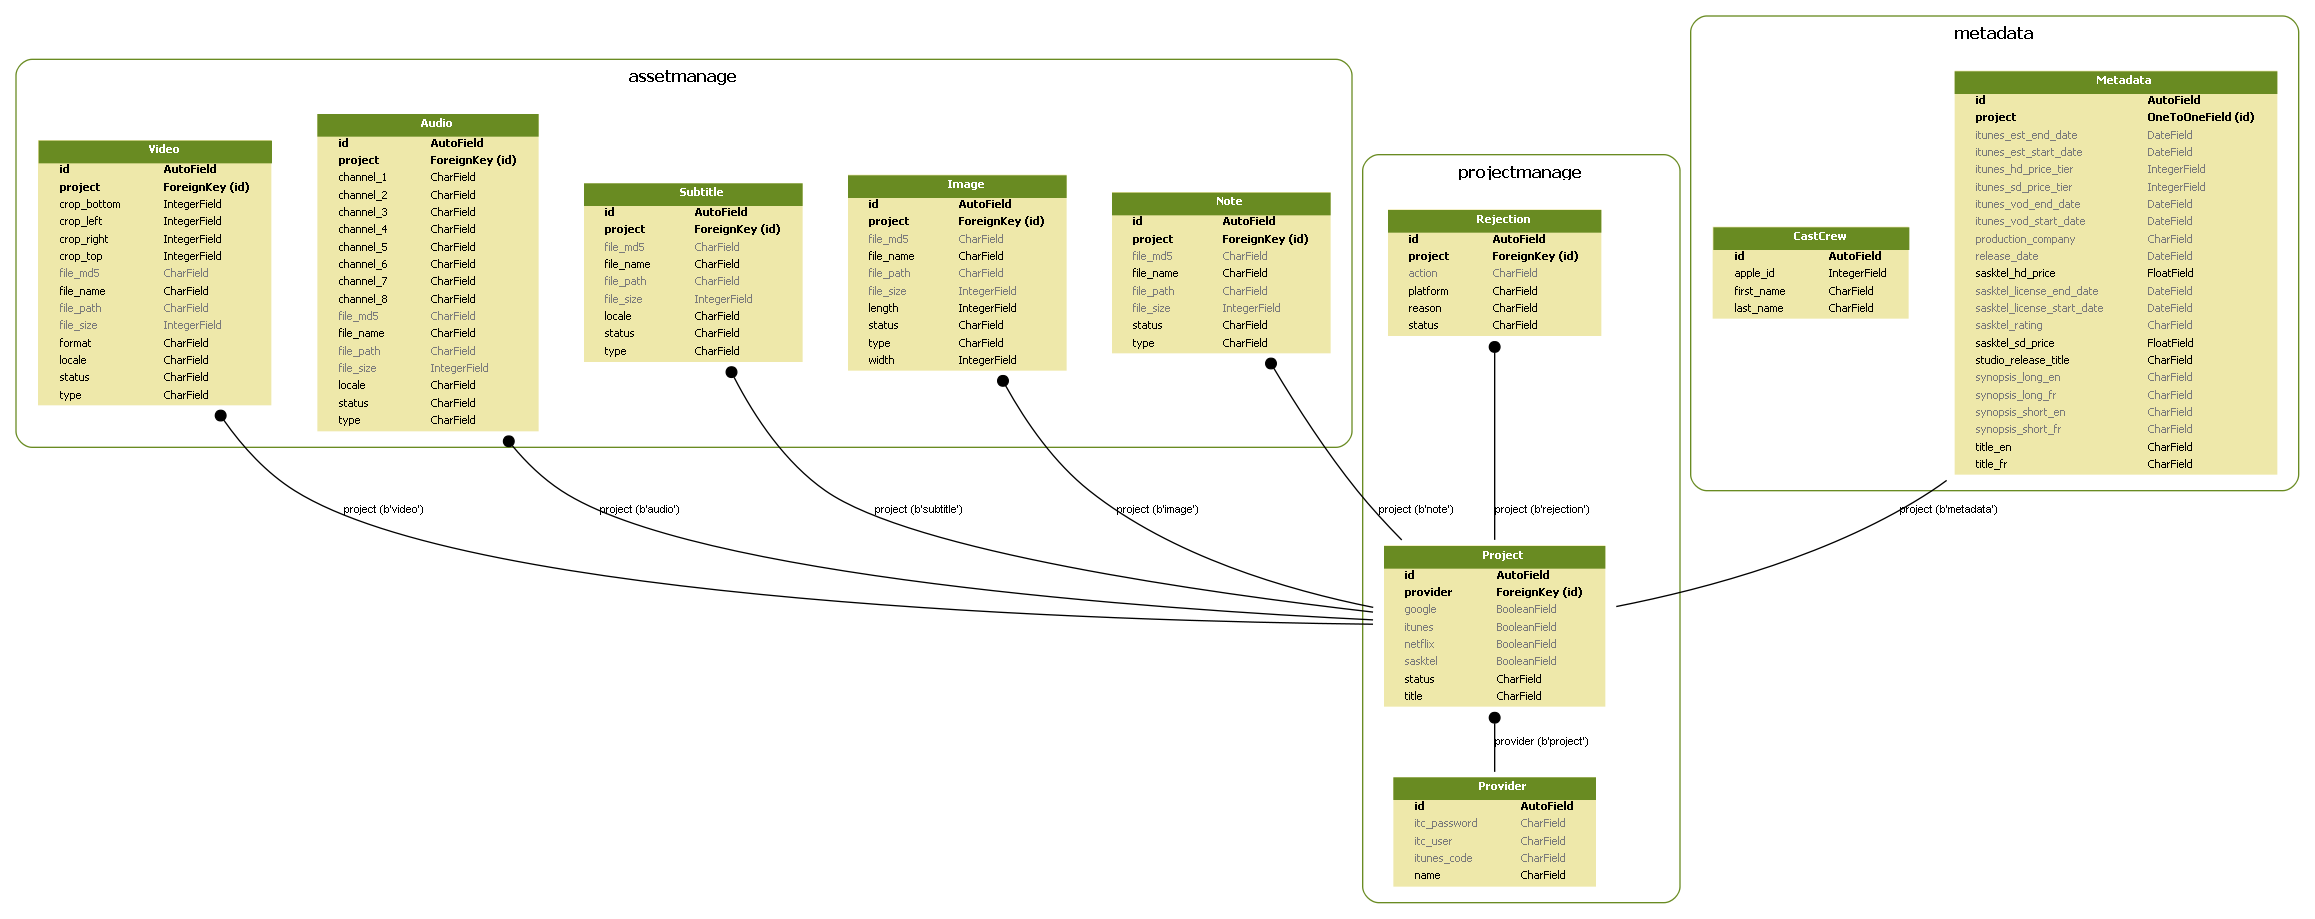 assetmanage
Video
id AutoField
project ForeignKey (id)
crop_bottom IntegerField
crop_left IntegerField
crop_right IntegerField
crop_top IntegerField
file_md5 CharField
file_name CharField
file_path CharField
file_size IntegerField
format CharField
locale CharField
status CharField
type CharField
Audio
id AutoField
project ForeignKey (id)
channel_1 CharField
channel_2 CharField
channel_3 CharField
channel_4 CharField
channel_5 CharField
channel_6 CharField
channel_7 CharField
channel_8 CharField
file_md5 CharField
file_name CharField
file_path CharField
file_size IntegerField
locale CharField
status CharField
type CharField
Subtitle
id AutoField
project ForeignKey (id)
file_md5 CharField
file_name CharField
file_path CharField
file_size IntegerField
locale CharField
status CharField
type CharField
Image
id AutoField
project ForeignKey (id)
file_md5 CharField
file_name CharField
file_path CharField
file_size IntegerField
length IntegerField
status CharField
type CharField
width IntegerField
Note
id AutoField
project ForeignKey (id)
file_md5 CharField
file_name CharField
file_path CharField
file_size IntegerField
status CharField
type CharField
projectmanage
Rejection
id AutoField
project ForeignKey (id)
action CharField
platform CharField
reason CharField
status CharField
metadata
CastCrew
id AutoField
apple_id IntegerField
first_name CharField
last_name CharField
Metadata
id AutoField
project OneToOneField (id)
itunes_est_end_date DateField
itunes_est_start_date DateField
itunes_hd_price_tier IntegerField
itunes_sd_price_tier IntegerField
itunes_vod_end_date DateField
itunes_vod_start_date DateField
production_company CharField
release_date DateField
sasktel_hd_price FloatField
sasktel_license_end_date DateField
sasktel_license_start_date DateField
sasktel_rating CharField
sasktel_sd_price FloatField
studio_release_title CharField
synopsis_long_en CharField
synopsis_long_fr CharField
synopsis_short_en CharField
synopsis_short_fr CharField
title_en CharField
title_fr CharField
project (b'video')
project (b'audio')
project (b'subtitle')
project (b'image')
project (b'note')
project (b'rejection')
project (b'metadata')
Project
id AutoField
provider ForeignKey (id)
google BooleanField
itunes BooleanField
netflix BooleanField
sasktel BooleanField
status CharField
title CharField
provider (b'project')
Provider
id AutoField
itc_password CharField
itc_user CharField
itunes_code CharField
name CharField